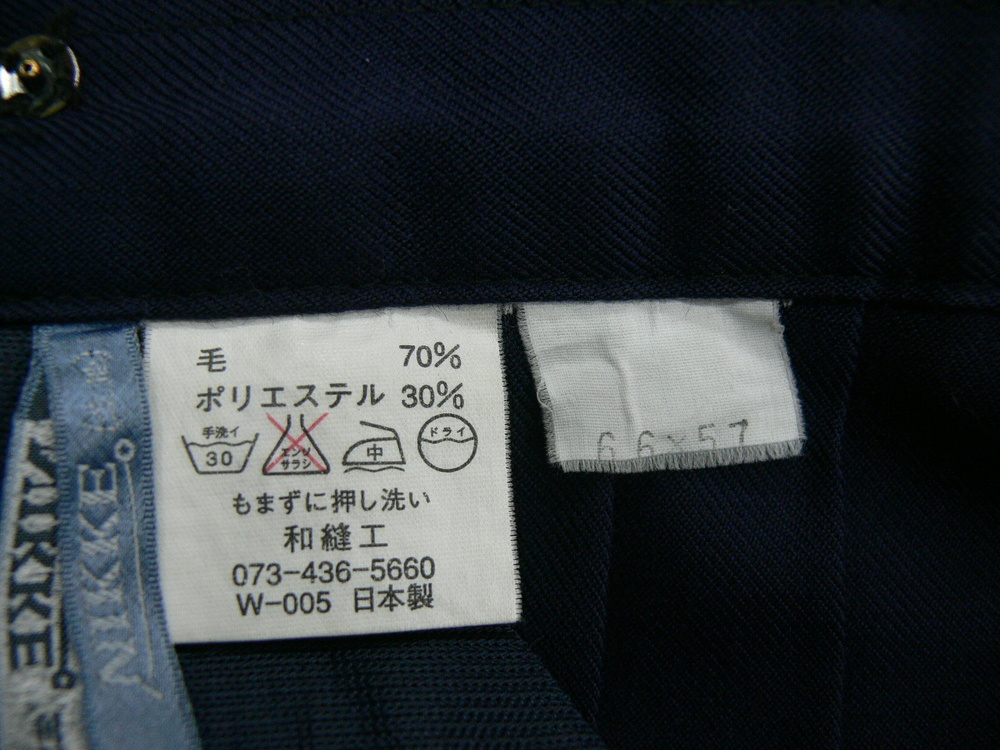 毛 70%
ポリエステル 30%
手洗イ 30
エンソサラシ
中
ドライ
もまずに押し洗い
和縫工
073-436-5660
W-005 日本製
66×57
NIKKE
NIKKE